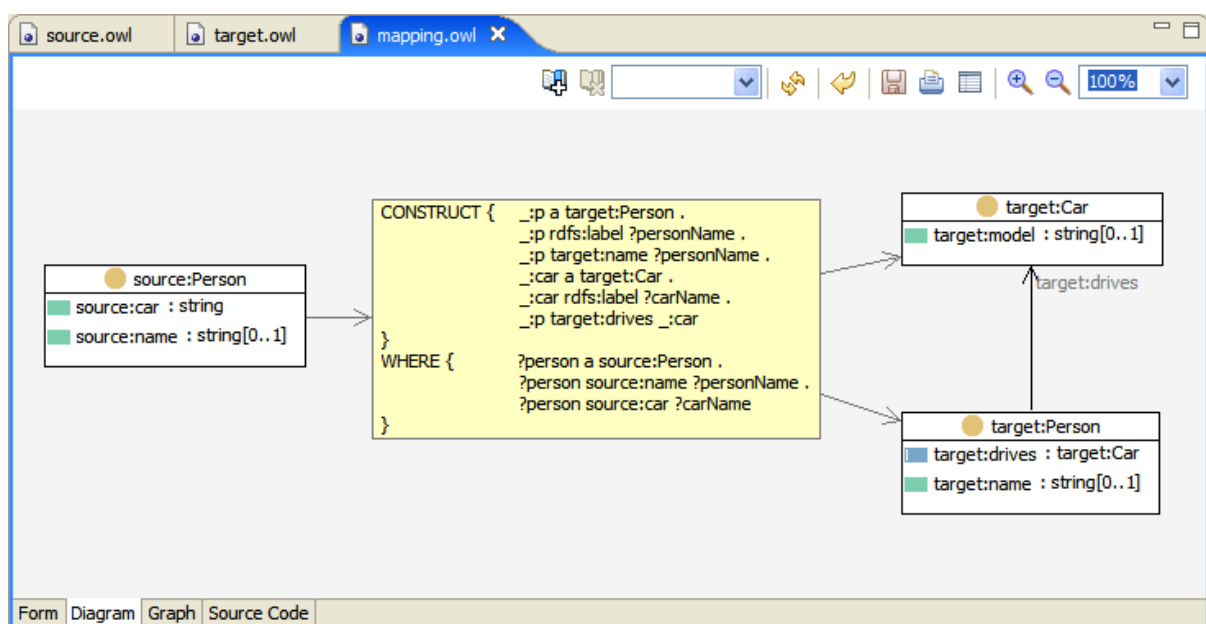 source.owl target.owl mapping.owl
100%
CONSTRUCT { _:p a target:Person .
_:p rdfs:label ?personName .
_:p target:name ?personName .
_:car a target:Car .
_:car rdfs:label ?carName .
_:p target:drives _:car
}
WHERE { ?person a source:Person .
?person source:name ?personName .
?person source:car ?carName
}
source:Person
source:car : string
source:name : string[0..1]
target:Car
target:model : string[0..1]
target:drives
target:Person
target:drives : target:Car
target:name : string[0..1]
Form Diagram Graph Source Code